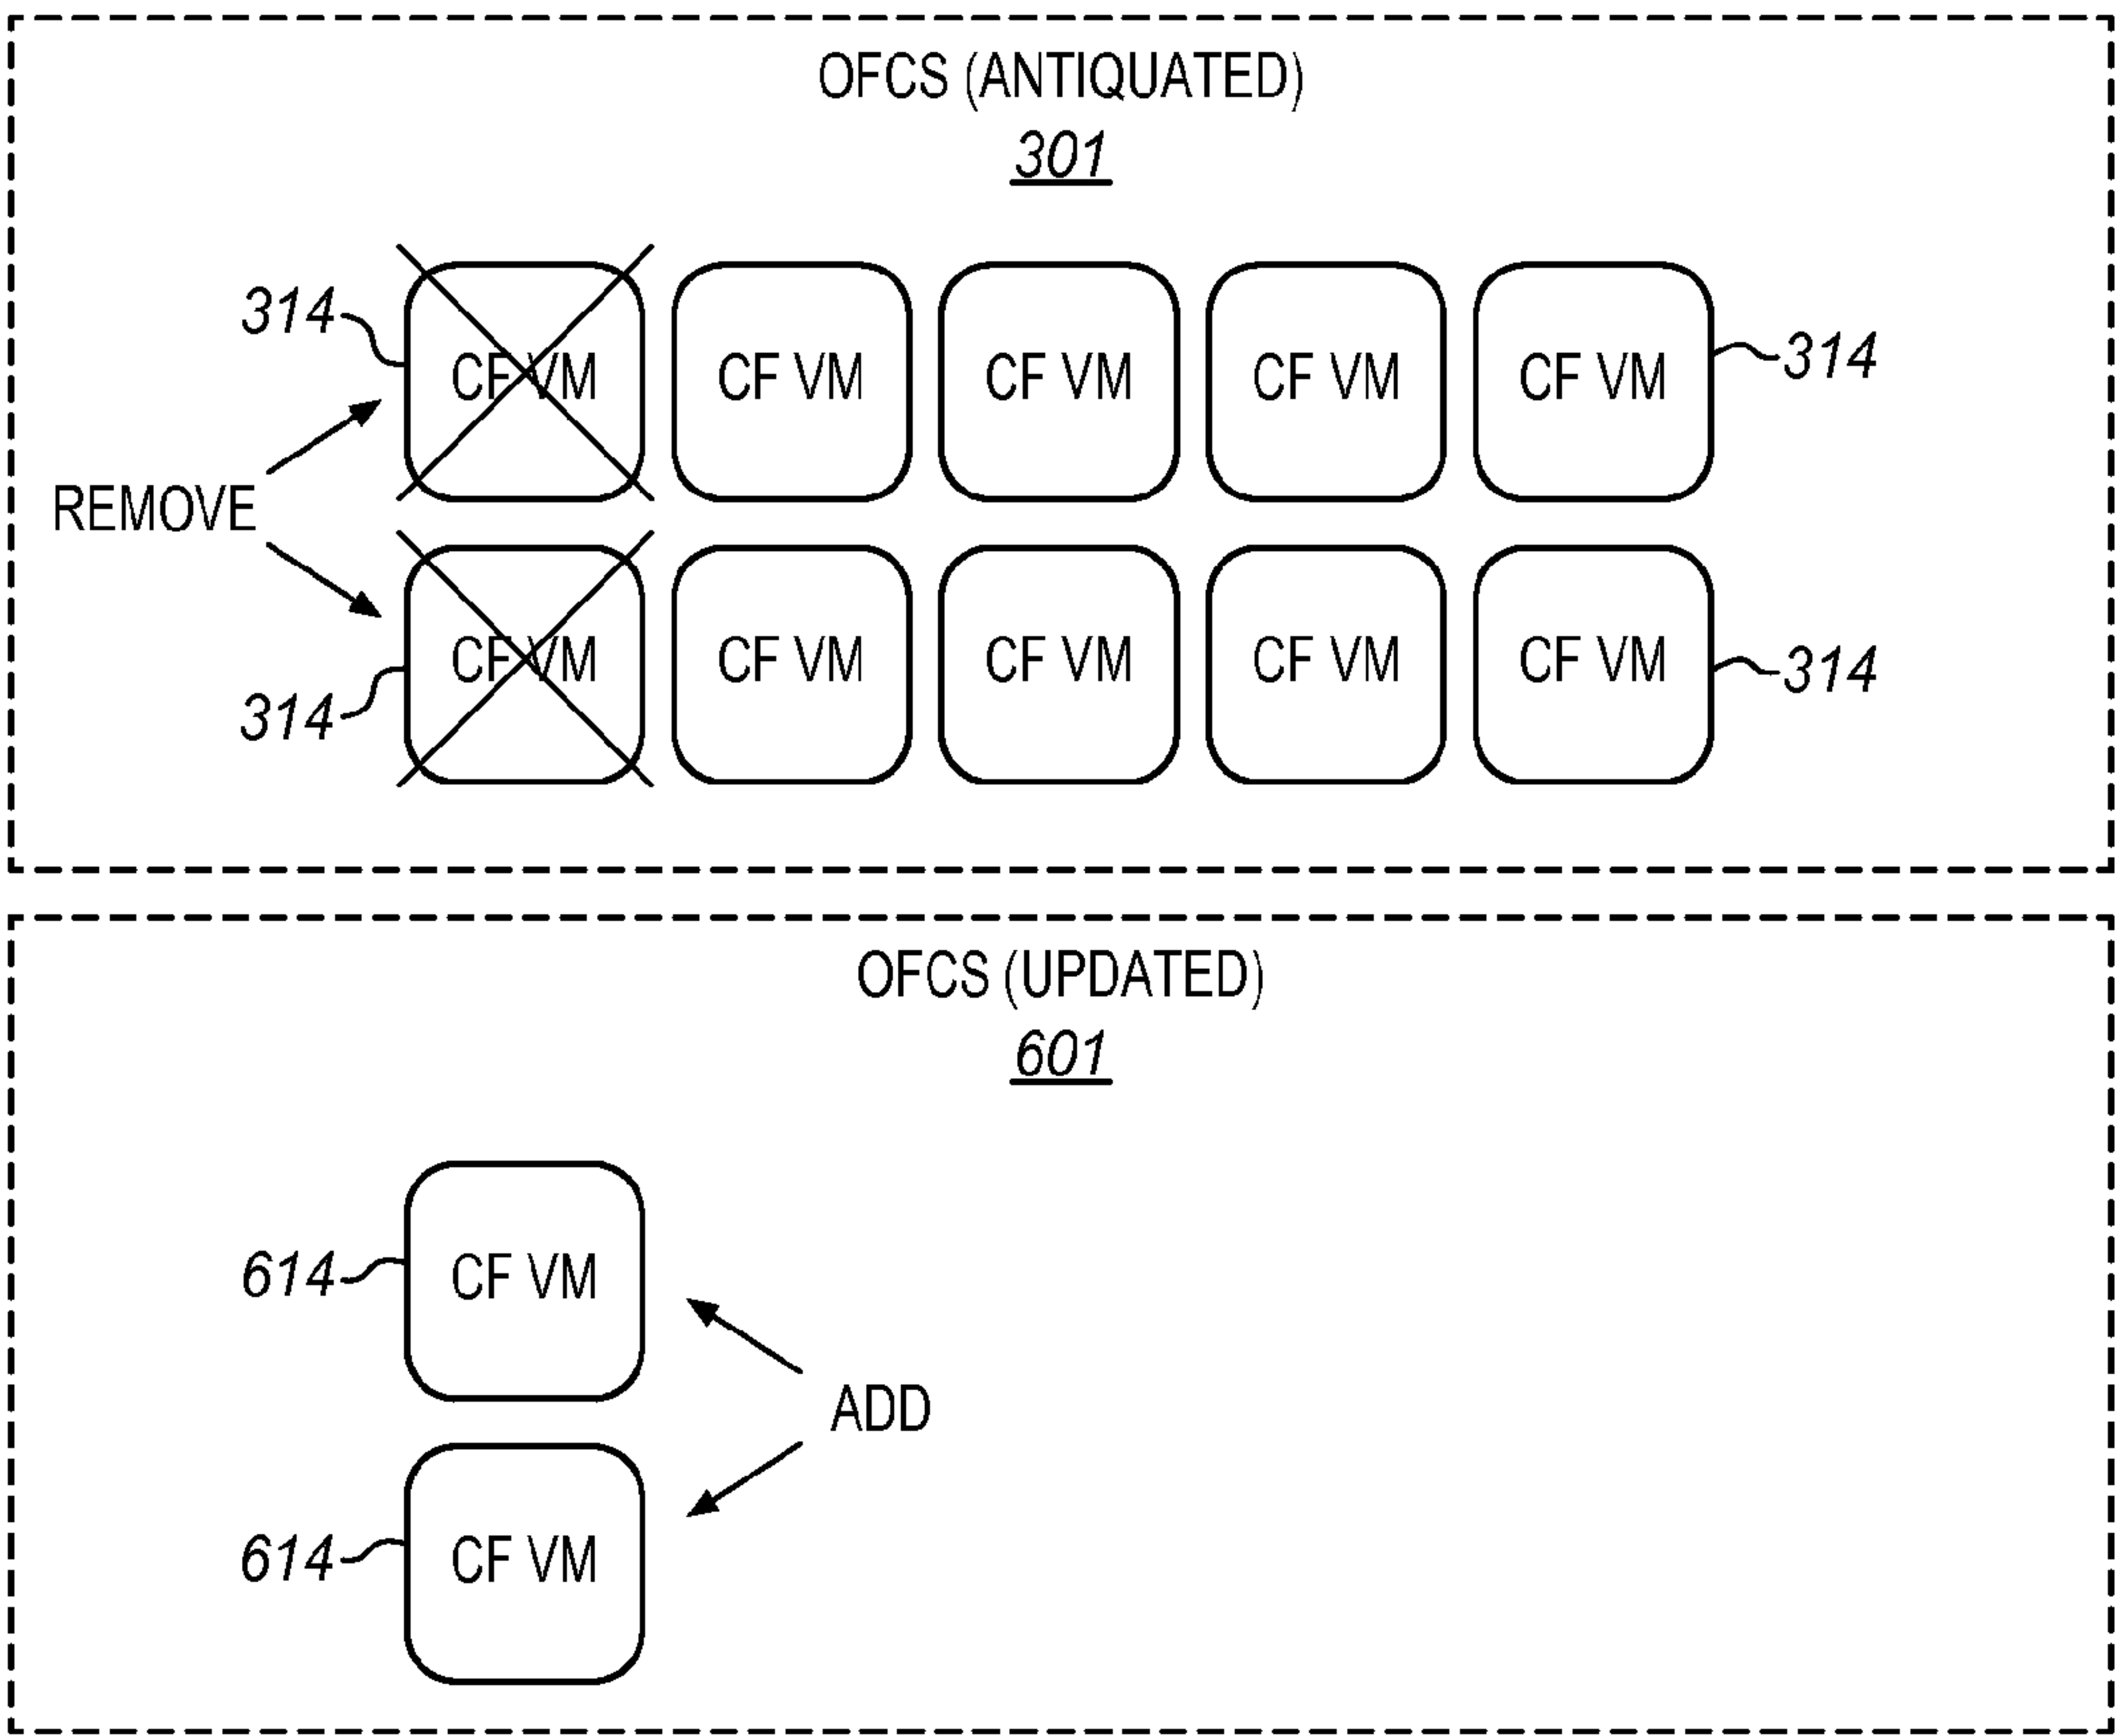 OFCS (ANTIQUATED)
301
314 CF VM CF VM CF VM CF VM CF VM 314
REMOVE
314 CF VM CF VM CF VM CF VM CF VM 314
OFCS (UPDATED)
601
614 CF VM
ADD
614 CF VM